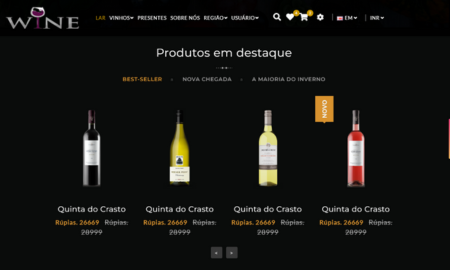 WINE
LAR VINHOS PRESENTES SOBRE NÓS REGIÃO USUÁRIO EM INR
Produtos em destaque
BEST-SELLER NOVA CHEGADA A MAIORIA DO INVERNO
NOVO
Quinta do Crasto Quinta do Crasto Quinta do Crasto Quinta do Crasto
Rúpias. 26669 Rúpias. 28999 Rúpias. 26669 Rúpias. 28999 Rúpias. 26669 Rúpias. 28999 Rúpias. 26669 Rúpias. 28999